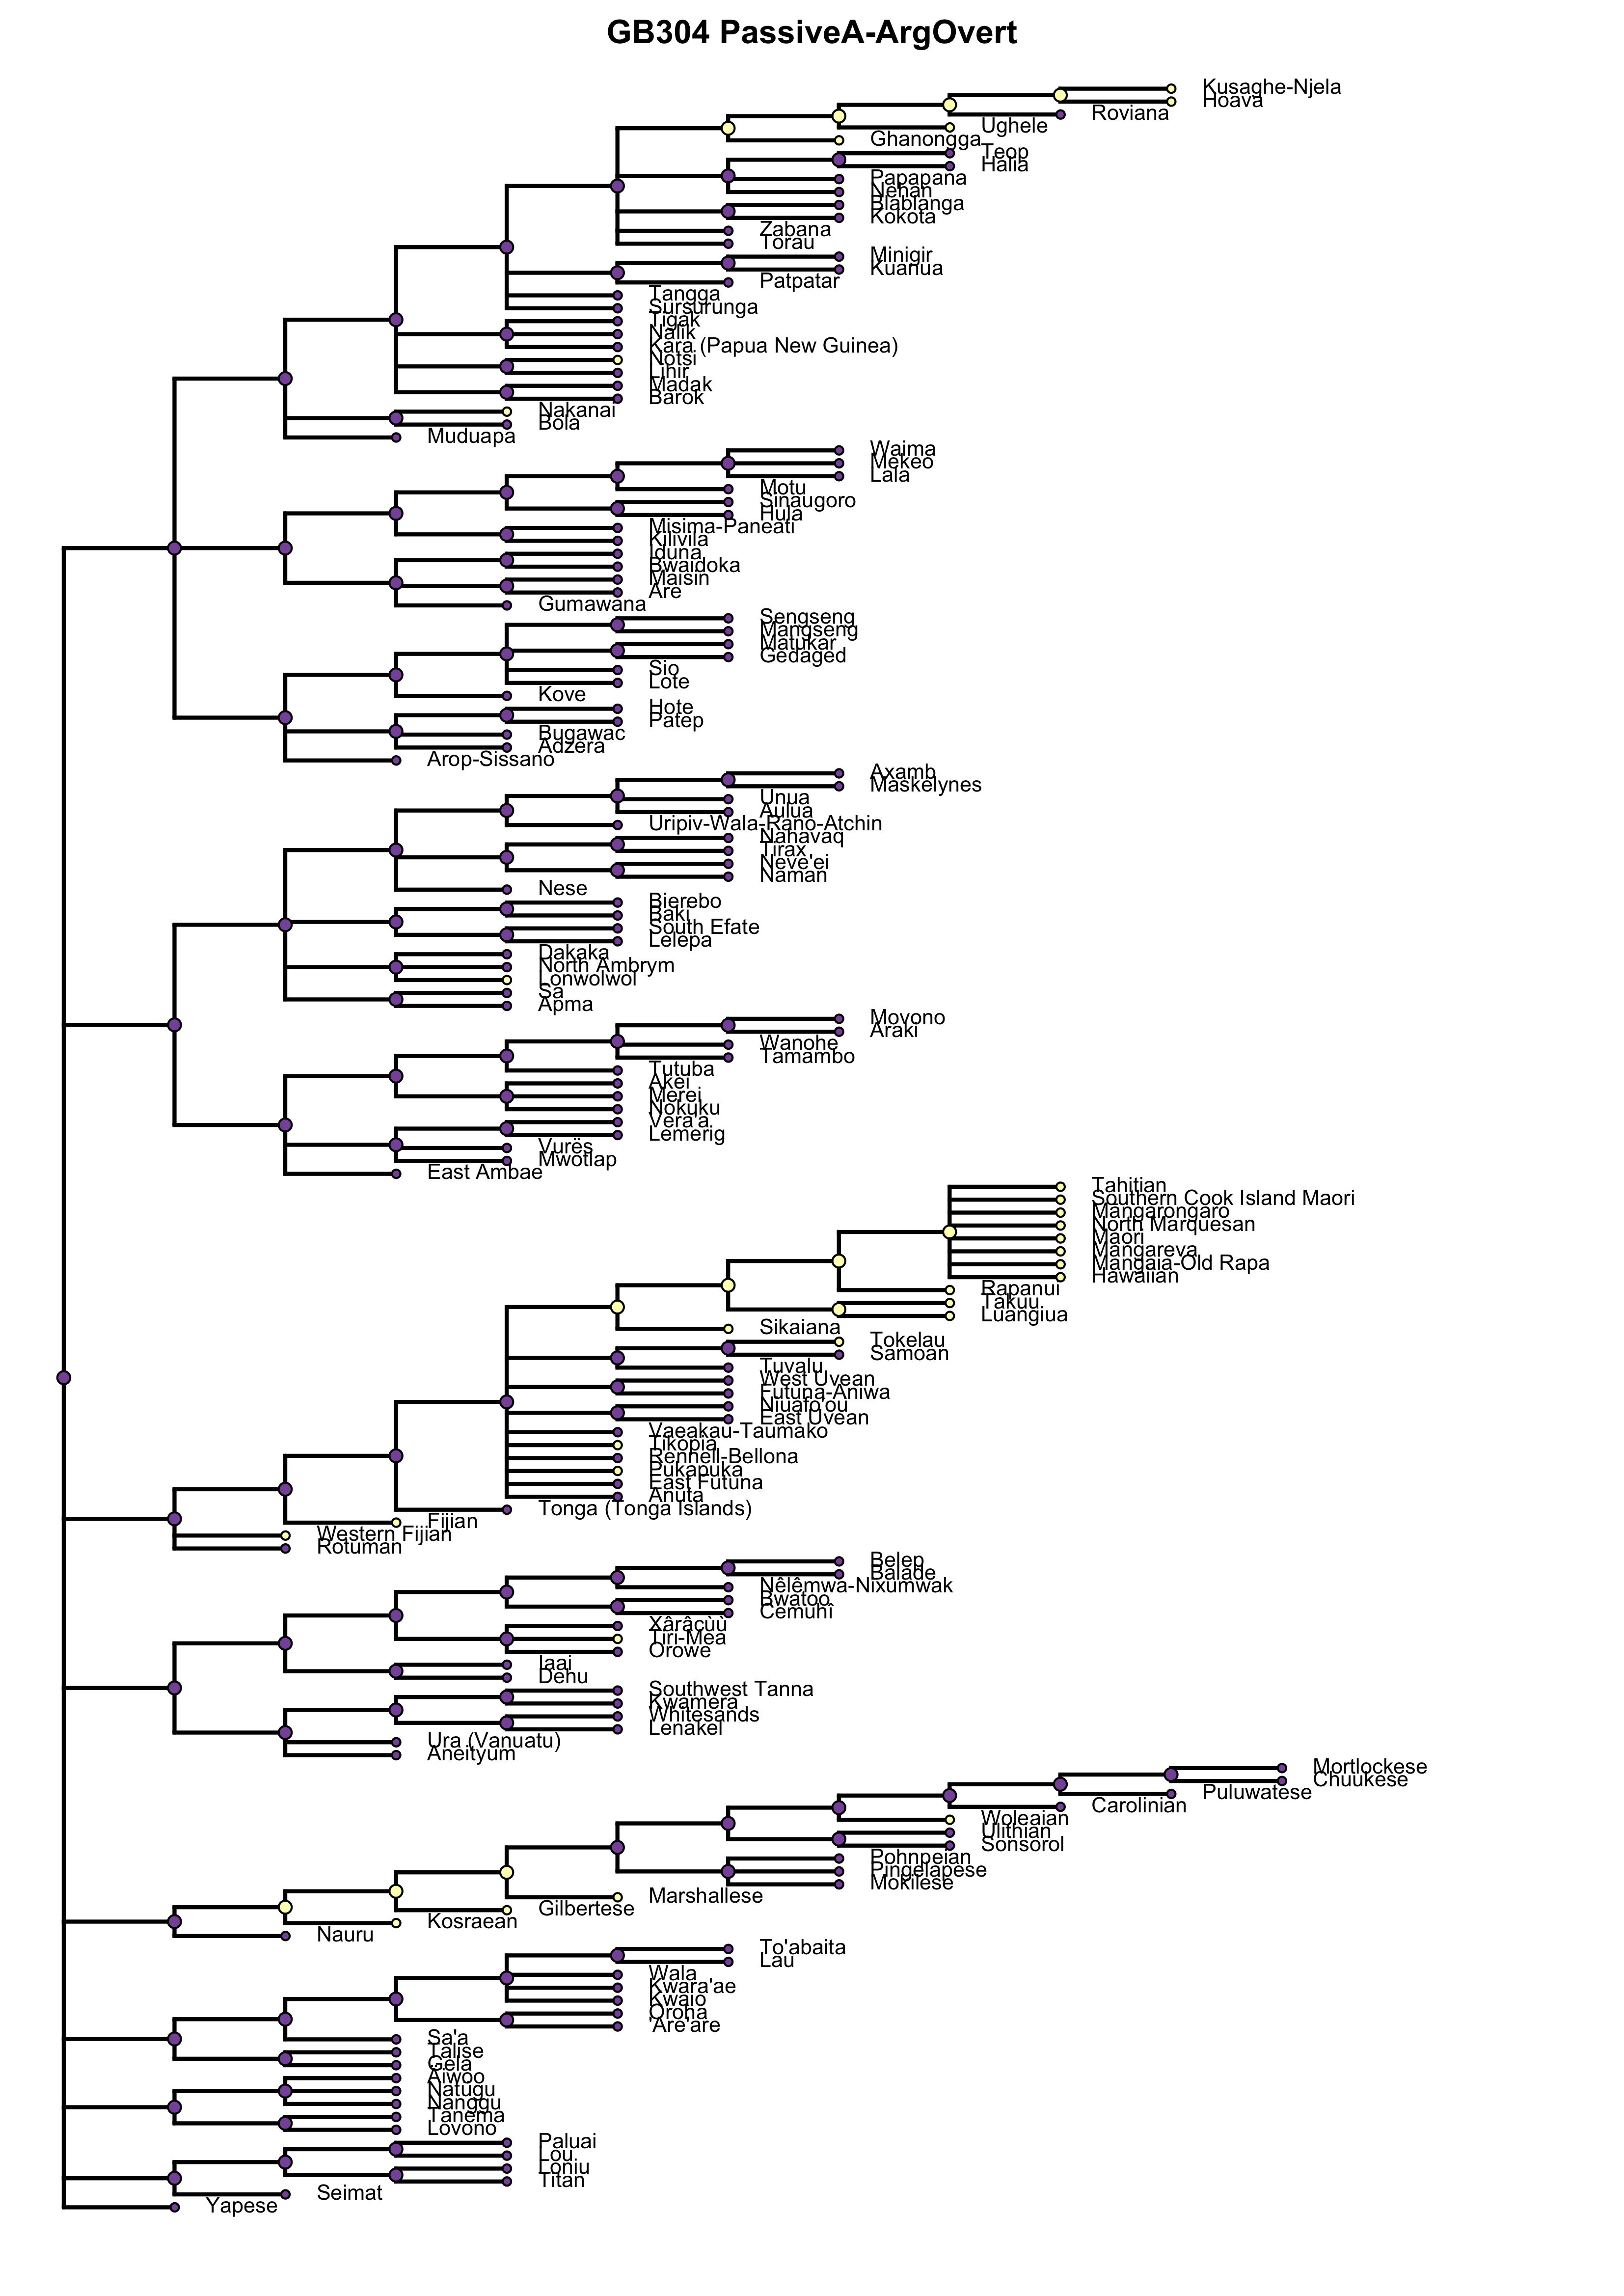 GB304 PassiveA-ArgOvert
Kusaghe-Njela
Hoava
Roviana
Ughele
Ghanongga
Teop
Halia
Papapana
Nehan
Blablanga
Kokota
Zabana
Torau
Minigir
Kuanua
Patpatar
Tangga
Sursurunga
Tigak
Nalik
Kara (Papua New Guinea)
Notsi
Lihir
Madak
Barok
Nakanai
Bola
Muduapa
Waima
Mekeo
Lala
Motu
Sinaugoro
Hula
Misima-Paneati
Kilivila
Iduna
Bwaidoka
Maisin
Are
Gumawana
Sengseng
Mangseng
Matukar
Gedaged
Sio
Lote
Kove
Hote
Patep
Bugawac
Adzera
Arop-Sissano
Axamb
Maskelynes
Unua
Aulua
Uripiv-Wala-Rano-Atchin
Nahavaq
Tirax
Neve'ei
Naman
Nese
Bierebo
Baki
South Efate
Lelepa
Dakaka
North Ambrym
Lonwolwol
Sa
Apma
Movono
Araki
Wanohe
Tamambo
Tutuba
Akei
Merei
Nokuku
Vera'a
Lemerig
Vurës
Mwotlap
East Ambae
Tahitian
Southern Cook Island Maori
Mangarongaro
North Marquesan
Maori
Mangareva
Mangaia-Old Rapa
Hawaiian
Rapanui
Takuu
Luangiua
Sikaiana
Tokelau
Samoan
Tuvalu
West Uvean
Futuna-Aniwa
Niuafo'ou
East Uvean
Vaeakau-Taumako
Tikopia
Rennell-Bellona
Pukapuka
East Futuna
Anuta
Tonga (Tonga Islands)
Fijian
Western Fijian
Rotuman
Belep
Balade
Nêlêmwa-Nixumwak
Bwatoo
Cemuhî
Xârâcùù
Tiri-Mea
Orowe
Iaai
Dehu
Southwest Tanna
Kwamera
Whitesands
Lenakel
Ura (Vanuatu)
Aneityum
Mortlockese
Chuukese
Puluwatese
Carolinian
Woleaian
Ulithian
Sonsorol
Pohnpeian
Pingelapese
Mokilese
Marshallese
Gilbertese
Kosraean
Nauru
To'abaita
Lau
Wala
Kwara'ae
Kwaio
Oroha
'Are'are
Sa'a
Talise
Gela
Äiwoo
Natügu
Nanggu
Tanema
Lovono
Paluai
Lou
Loniu
Titan
Seimat
Yapese